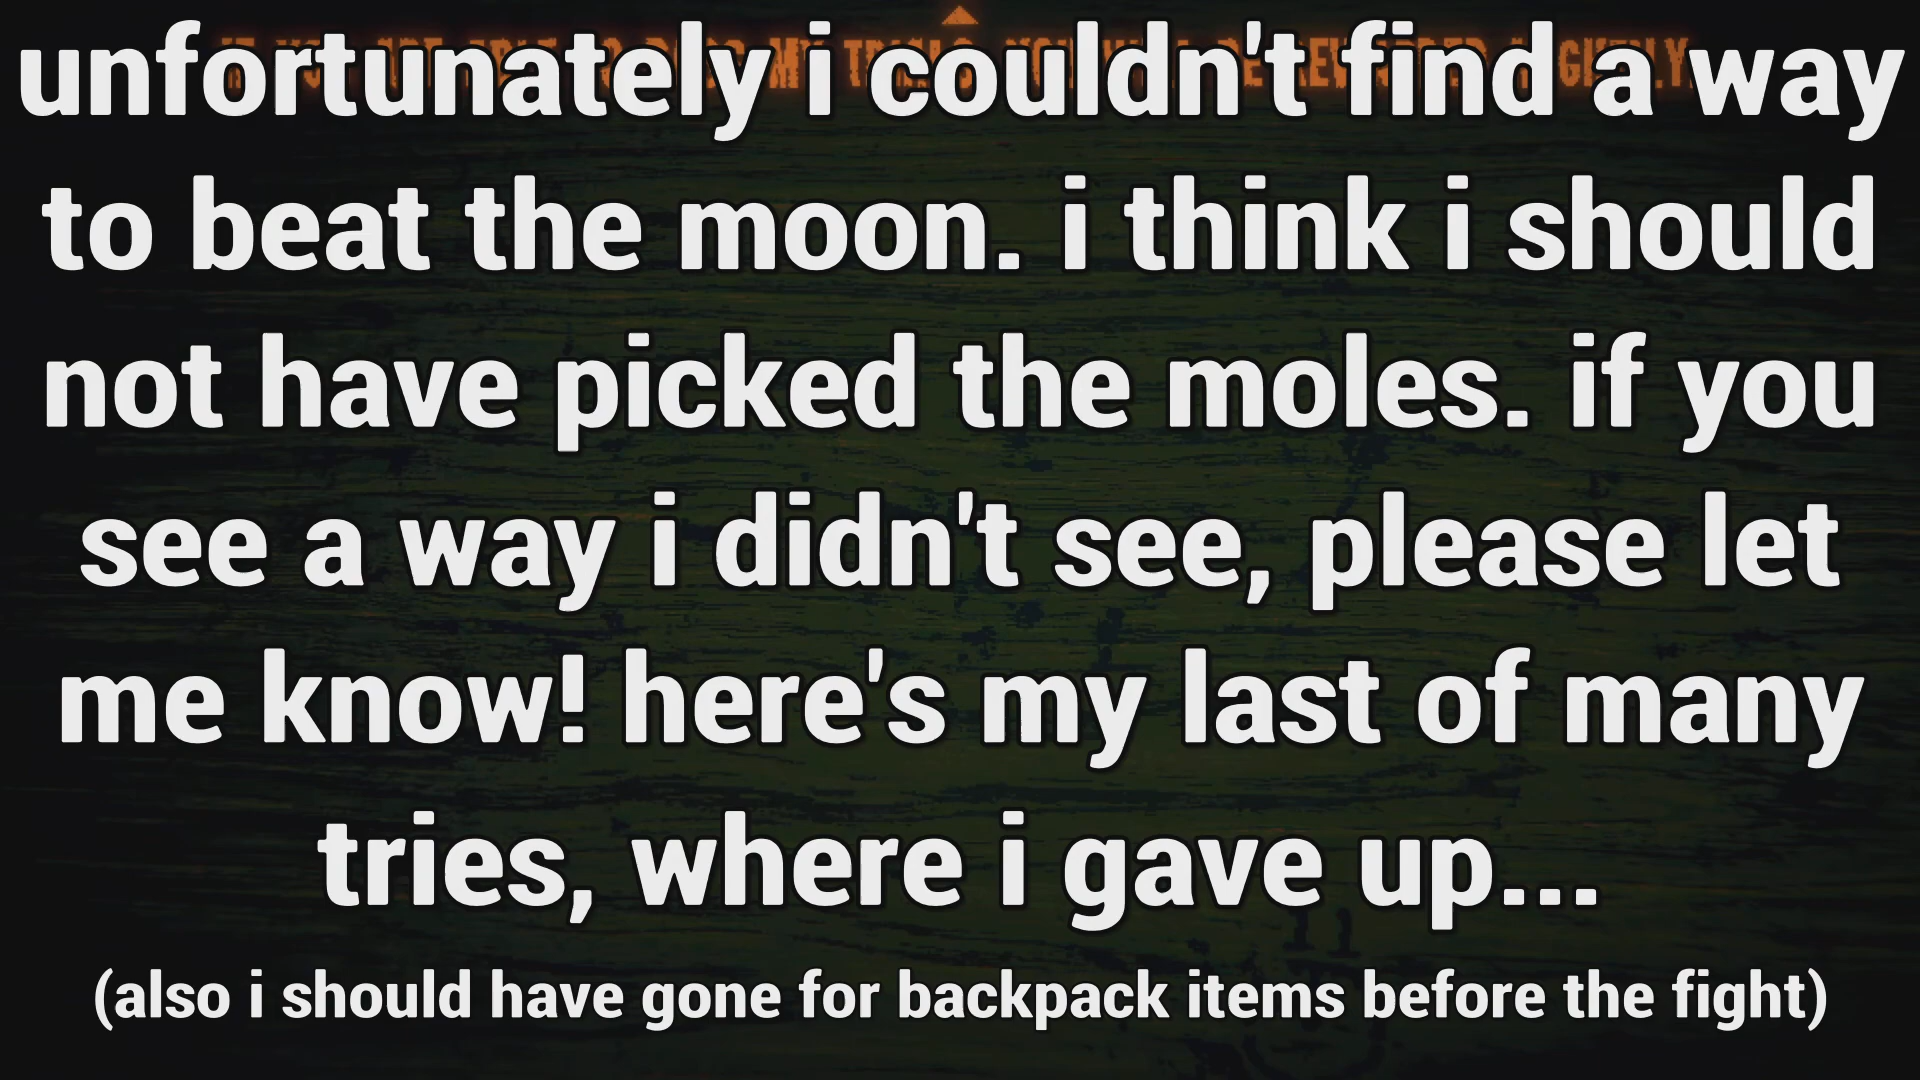 unfortunately i couldn't find a way
to beat the moon. i think i should
not have picked the moles. if you
see a way i didn't see, please let
me know! here's my last of many
tries, where i gave up...
(also i should have gone for backpack items before the fight)